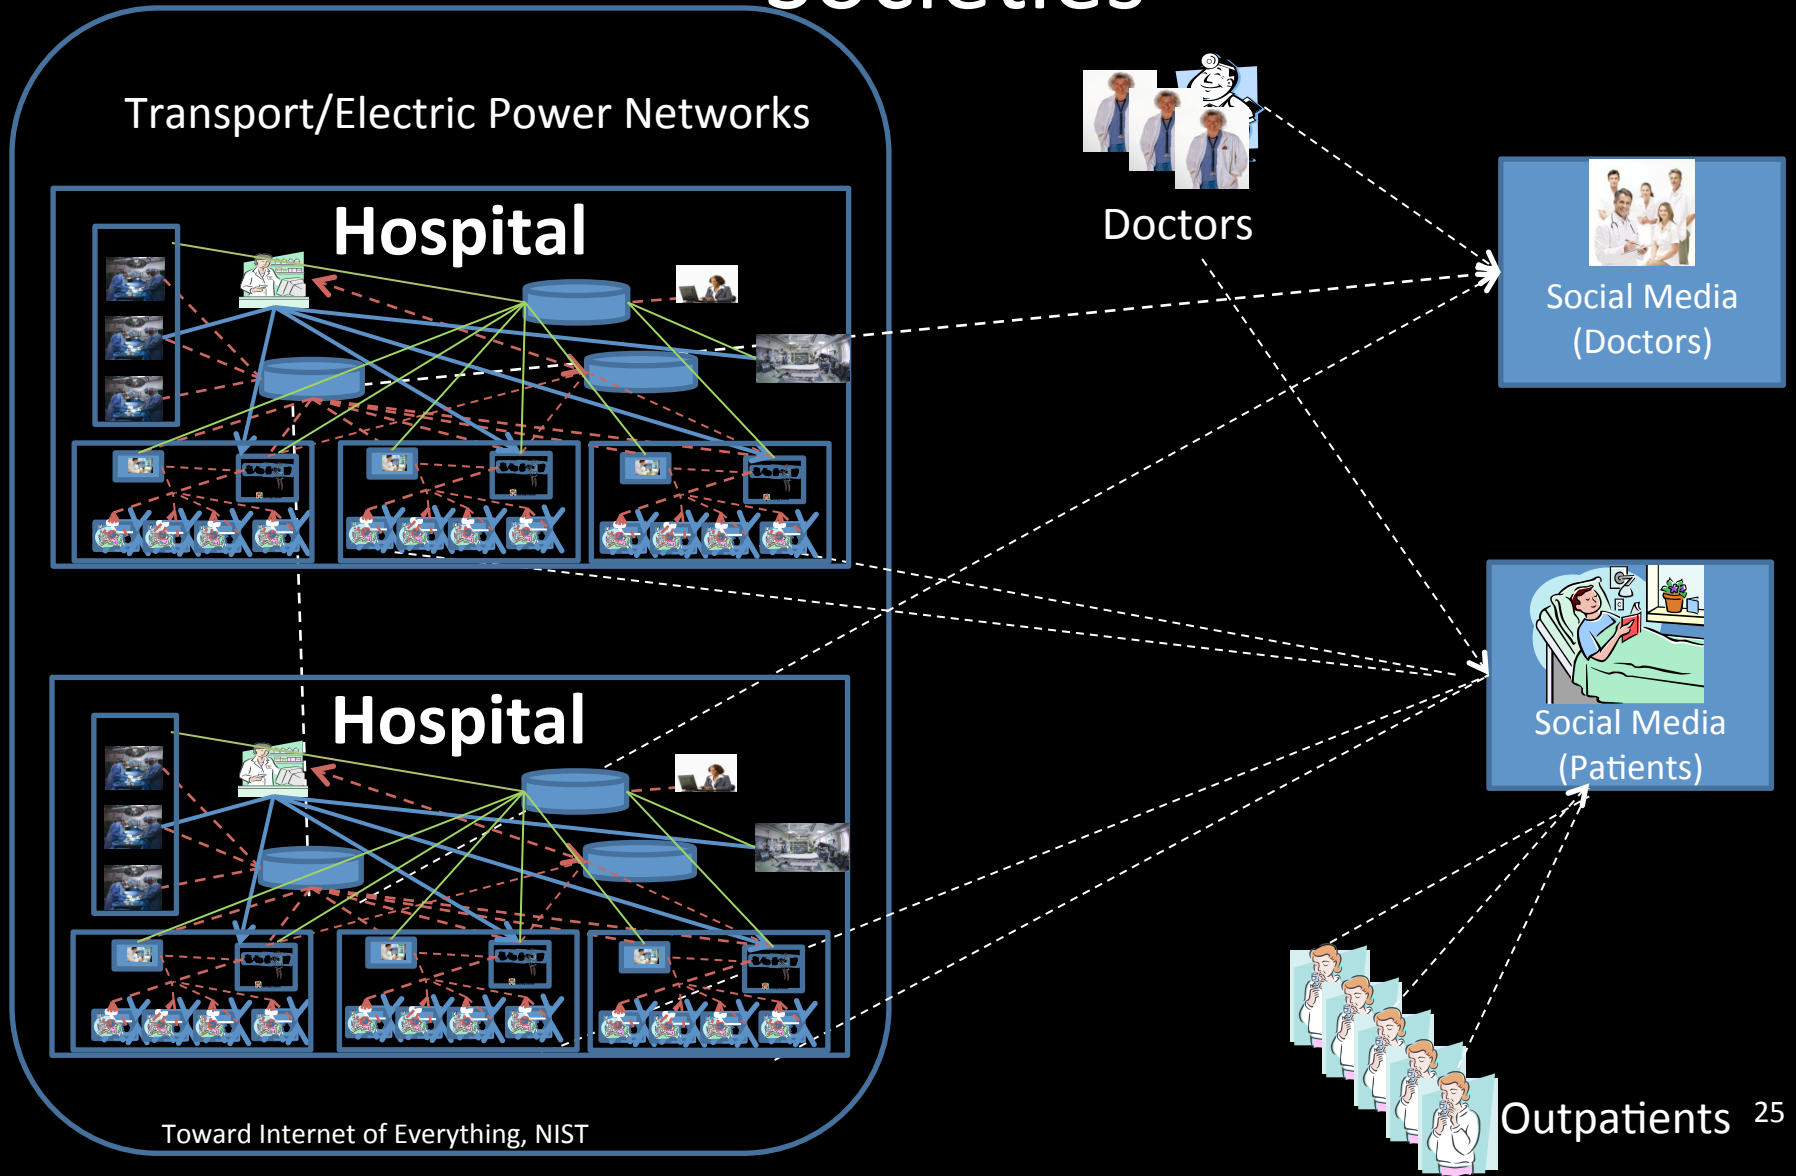 Societies
Transport/Electric Power Networks
Hospital
Doctors
Social Media
(Doctors)
Hospital
Social Media
(Patients)
Outpatients
25
Toward Internet of Everything, NIST